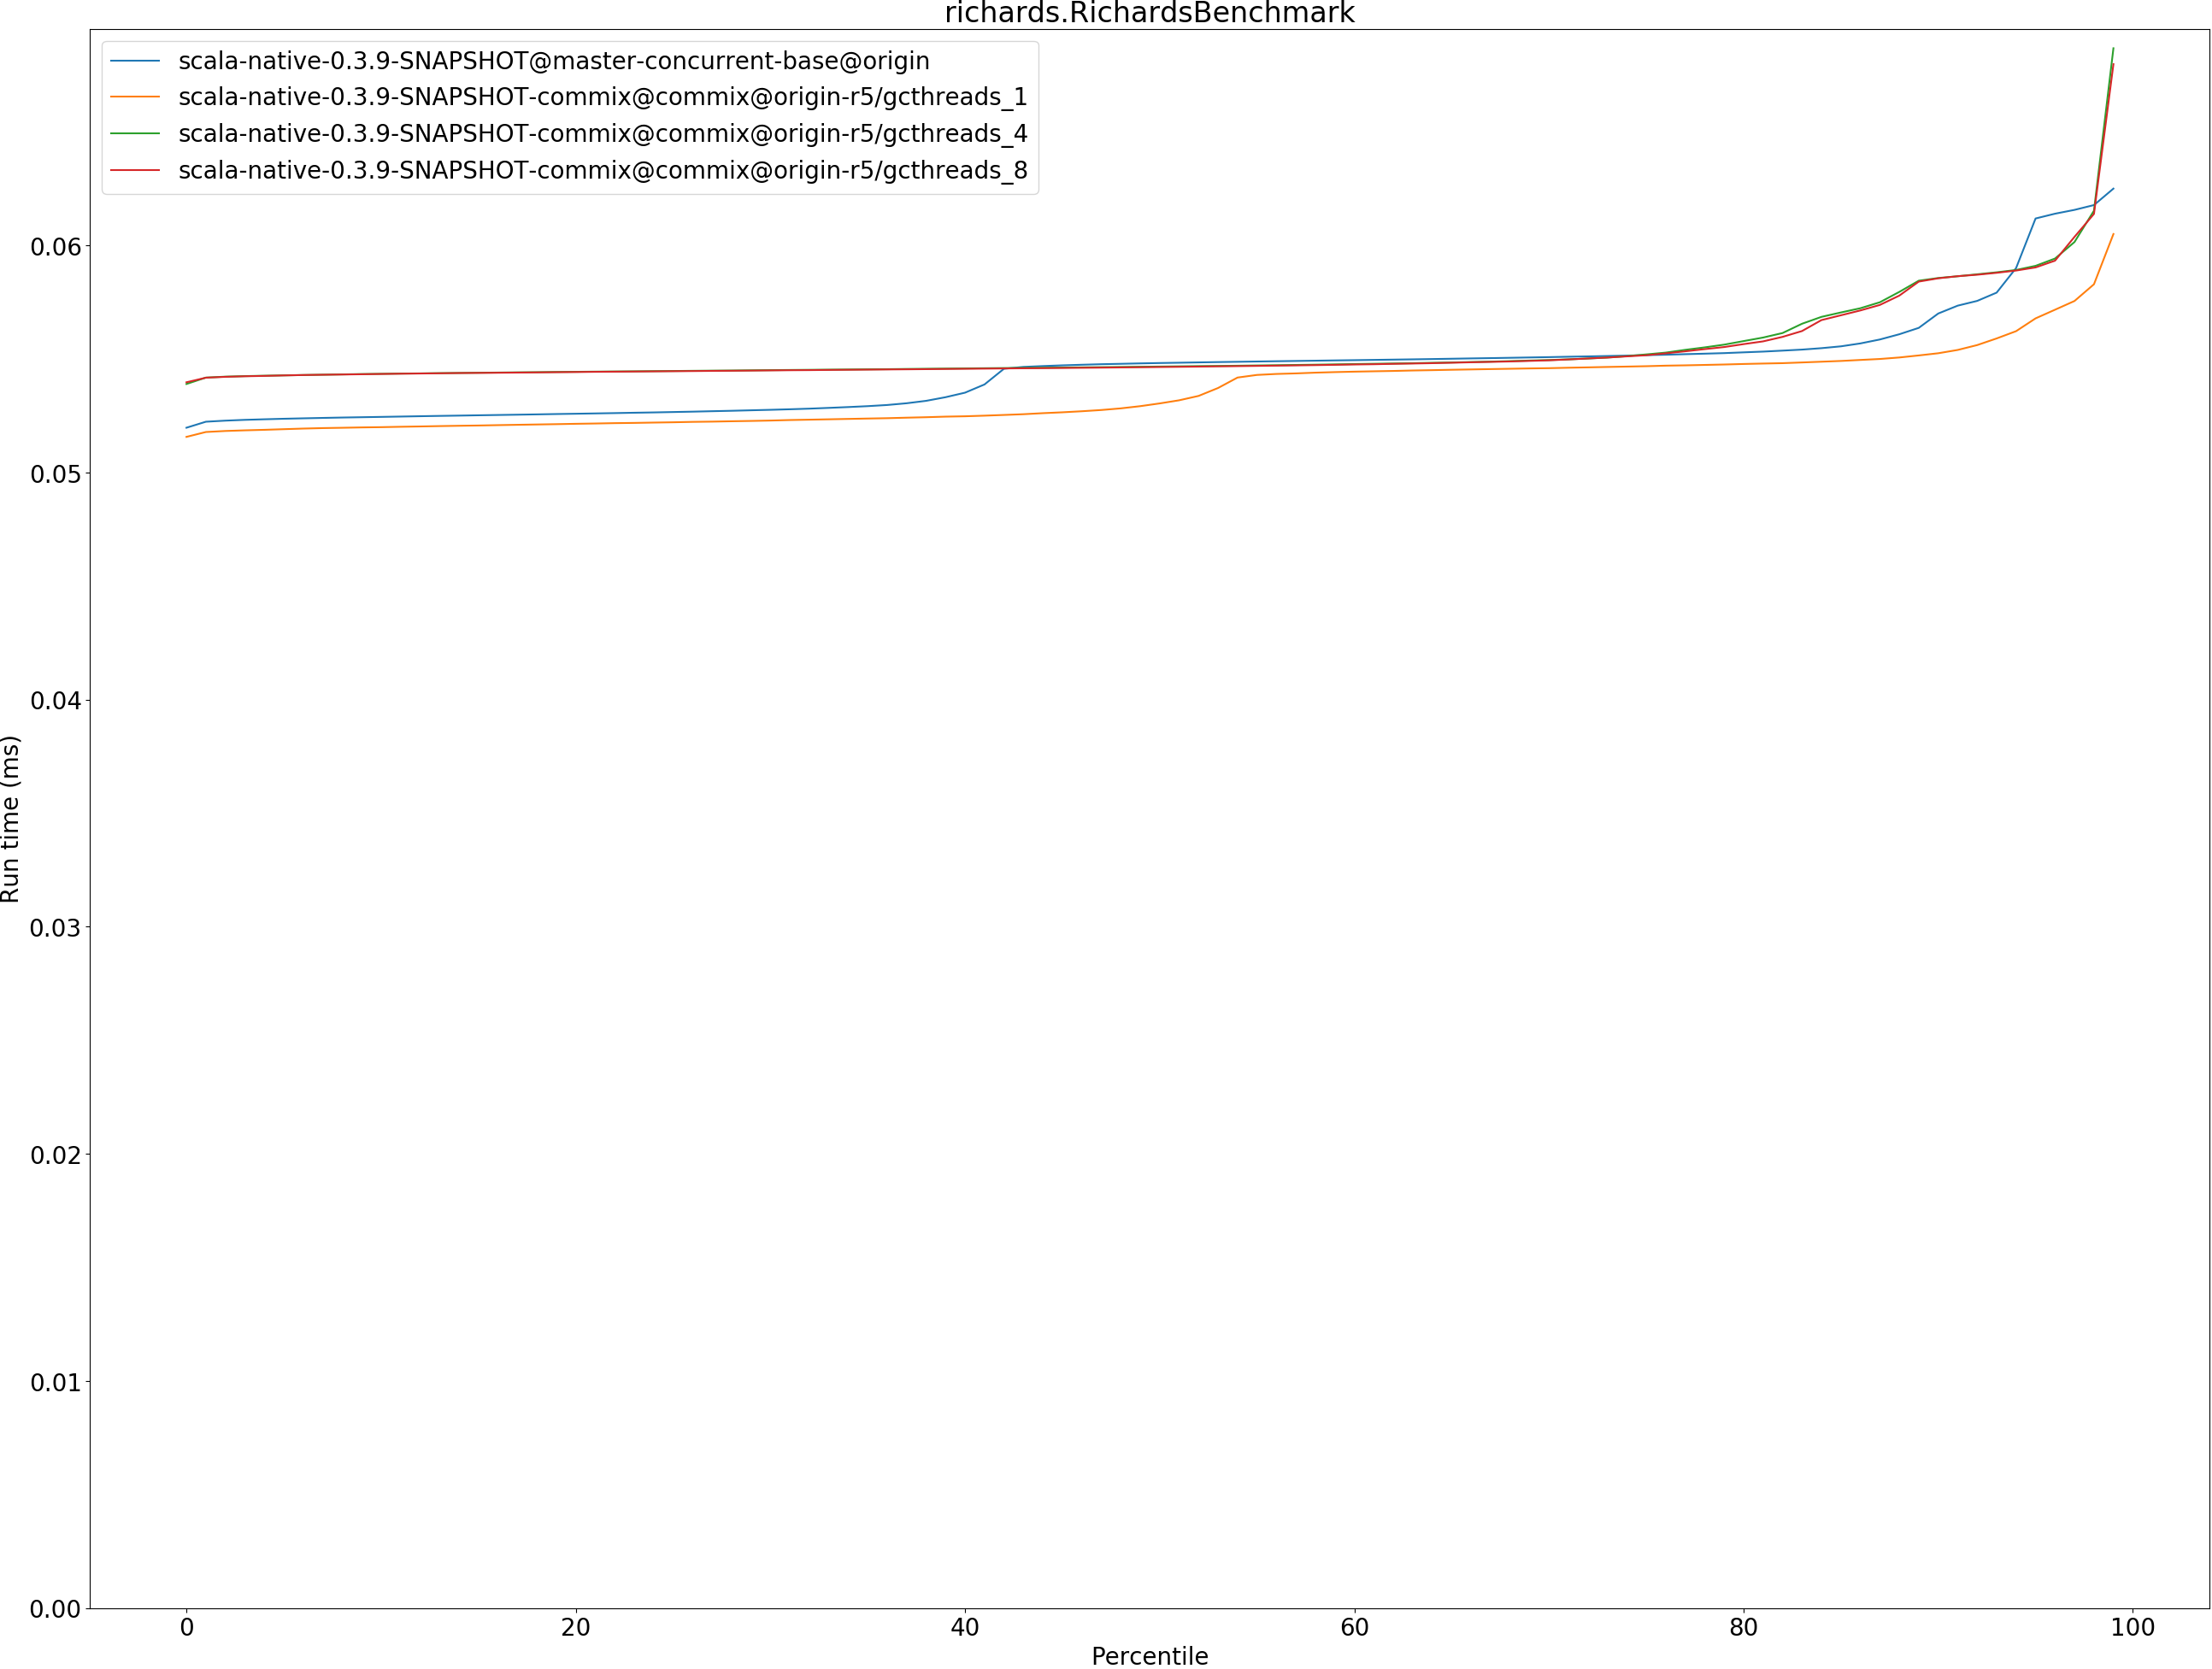 richards.RichardsBenchmark
scala-native-0.3.9-SNAPSHOT@master-concurrent-base@origin
scala-native-0.3.9-SNAPSHOT-commix@commix@origin-r5/gcthreads_1
scala-native-0.3.9-SNAPSHOT-commix@commix@origin-r5/gcthreads_4
scala-native-0.3.9-SNAPSHOT-commix@commix@origin-r5/gcthreads_8
0.06
0.05
0.04
0.03
0.02
0.01
0.00
Run time (ms)
0 20 40 60 80 100
Percentile